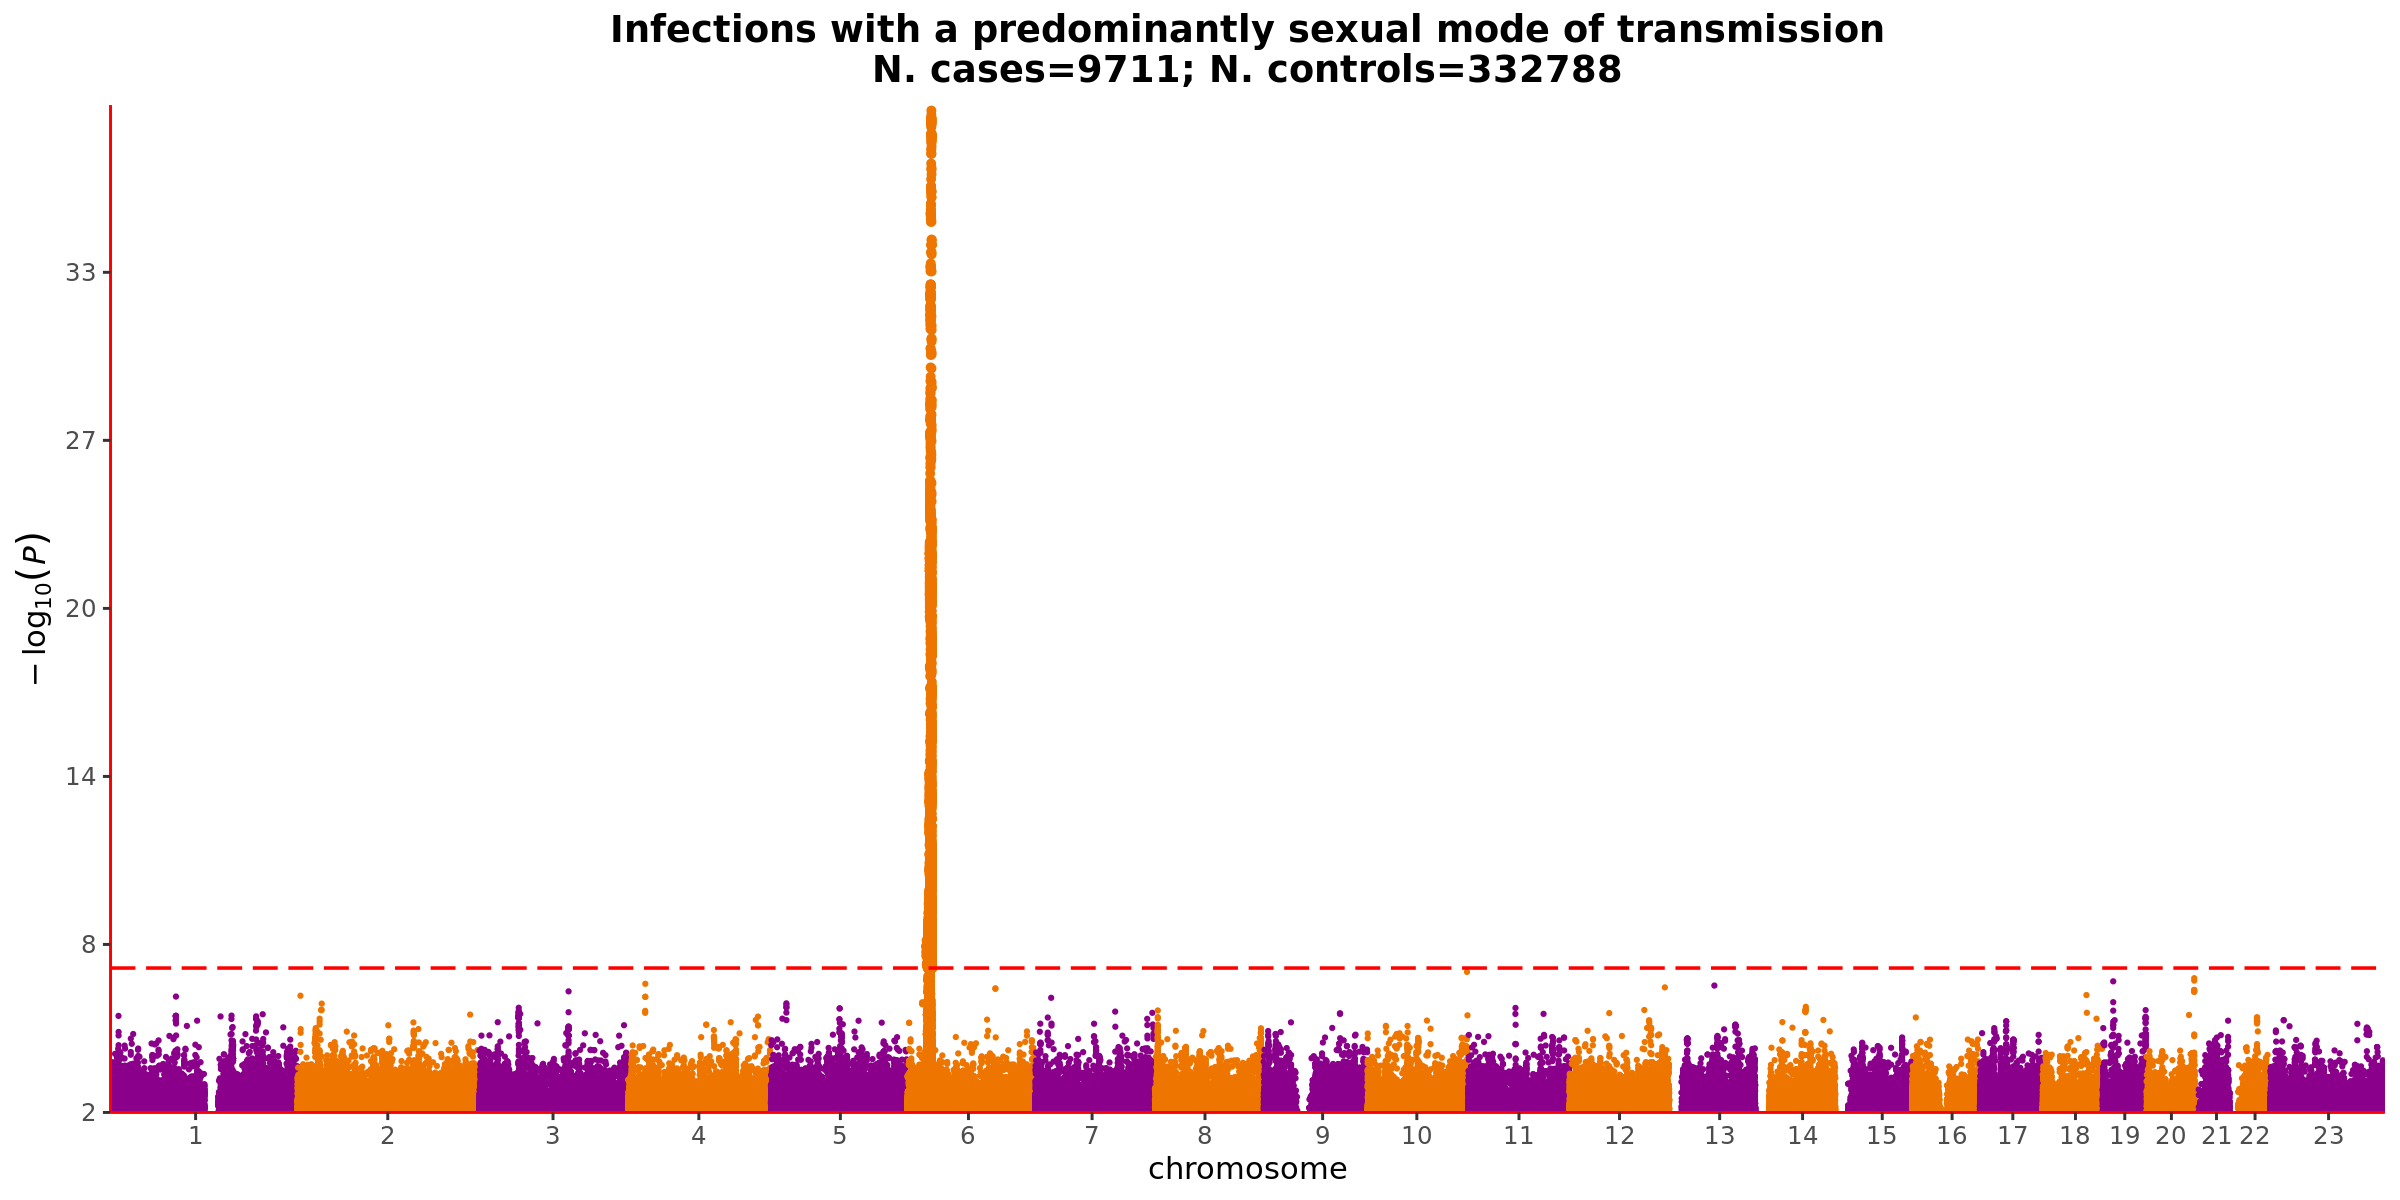 Infections with a predominantly sexual mode of transmission
N. cases=9711; N. controls=332788
33
27
20
14
8
2
−log10(P)
1 2 3 4 5 6 7 8 9 10 11 12 13 14 15 16 17 18 19 20 21 22 23
chromosome